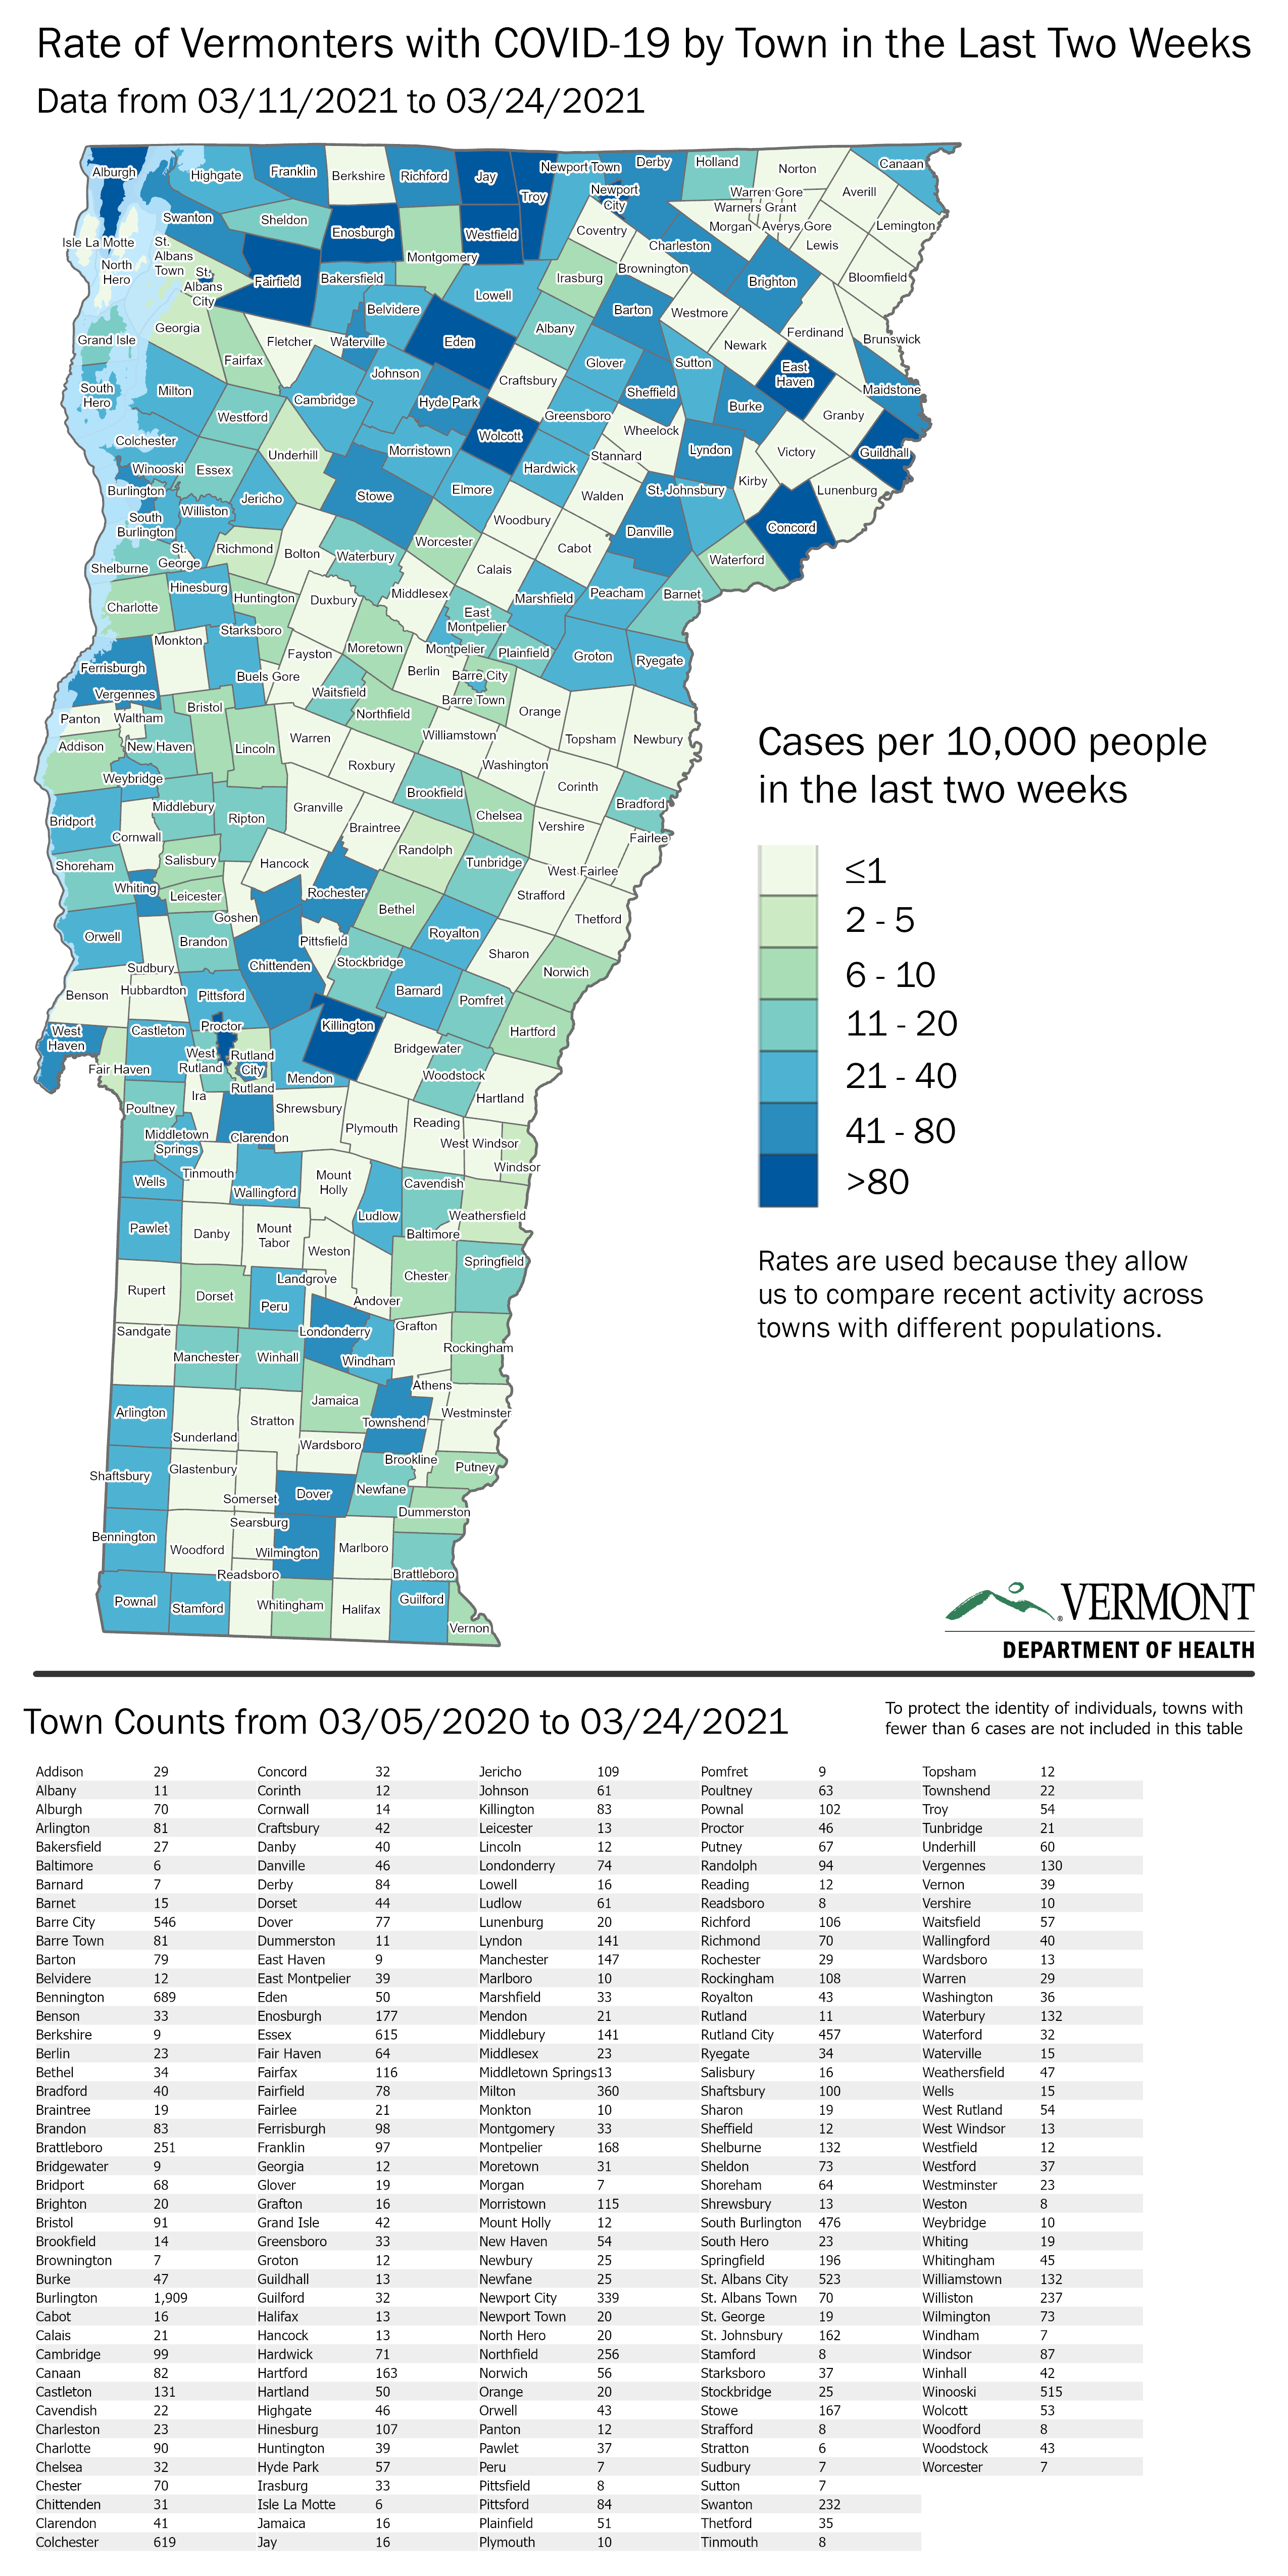 Rate of Vermonters with COVID-19 by Town in the Last Two Weeks
Data from 03/11/2021 to 03/24/2021
Alburgh
Highgate
Franklin
Berkshire
Richford
Jay
Troy
Newport Town
Derby
Holland
Norton
Canaan
Warren Gore
Averill
Newport
City
Warners Grant
Swanton
Sheldon
Enosburgh
Westfield
Coventry
Morgan
Averys Gore
Lemington
Isle La Motte
St.
Albans
Town
Charleston
Lewis
North
Hero
St.
Albans
City
Fairfield
Bakersfield
Montgomery
Irasburg
Brownington
Brighton
Bloomfield
Lowell
Belvidere
Barton
Westmore
Georgia
Albany
Ferdinand
Brunswick
Grand Isle
Fletcher
Waterville
Eden
Newark
Fairfax
Glover
Sutton
East
Haven
Johnson
Craftsbury
Sheffield
Maidstone
South
Hero
Milton
Cambridge
Hyde Park
Burke
Westford
Greensboro
Granby
Wheelock
Colchester
Wolcott
Morristown
Lyndon
Victory
Guildhall
Underhill
Stannard
Winooski
Essex
Hardwick
Kirby
Burlington
Jericho
Stowe
Elmore
Walden
St. Johnsbury
Lunenburg
Williston
South
Burlington
Woodbury
Danville
Concord
St.
George
Richmond
Bolton
Waterbury
Worcester
Cabot
Waterford
Shelburne
Calais
Hinesburg
Huntington
Duxbury
Middlesex
Marshfield
Peacham
Barnet
Charlotte
East
Montpelier
Starksboro
Monkton
Moretown
Montpelier
Plainfield
Groton
Ryegate
Fayston
Ferrisburgh
Buels Gore
Berlin
Barre City
Vergennes
Waitsfield
Barre Town
Bristol
Northfield
Orange
Panton
Waltham
Addison
New Haven
Lincoln
Warren
Williamstown
Topsham
Newbury
Roxbury
Washington
Weybridge
Corinth
Middlebury
Ripton
Granville
Brookfield
Bradford
Bridport
Chelsea
Cornwall
Braintree
Vershire
Fairlee
Randolph
Shoreham
Salisbury
Hancock
Tunbridge
West Fairlee
Whiting
Leicester
Rochester
Strafford
Bethel
Goshen
Thetford
Orwell
Brandon
Pittsfield
Royalton
Sharon
Sudbury
Chittenden
Stockbridge
Norwich
Benson
Hubbardton
Pittsford
Barnard
Pomfret
West
Haven
Castleton
Proctor
Killington
Hartford
West
Rutland
Rutland
City
Bridgewater
Fair Haven
Mendon
Woodstock
Rutland
Ira
Hartland
Poultney
Shrewsbury
Plymouth
Reading
Middletown
Springs
Clarendon
West Windsor
Windsor
Tinmouth
Mount
Holly
Wells
Wallingford
Cavendish
Ludlow
Weathersfield
Pawlet
Danby
Mount
Tabor
Baltimore
Weston
Springfield
Landgrove
Chester
Rupert
Dorset
Peru
Andover
Sandgate
Londonderry
Grafton
Manchester
Winhall
Windham
Rockingham
Athens
Jamaica
Arlington
Stratton
Townshend
Westminster
Sunderland
Wardsboro
Brookline
Putney
Shaftsbury
Glastenbury
Somerset
Dover
Newfane
Dummerston
Searsburg
Bennington
Woodford
Wilmington
Marlboro
Readsboro
Brattleboro
Pownal
Stamford
Whitingham
Halifax
Guilford
Vernon
Cases per 10,000 people
in the last two weeks
≤1
2 - 5
6 - 10
11 - 20
21 - 40
41 - 80
>80
Rates are used because they allow
us to compare recent activity across
towns with different populations.
VERMONT
DEPARTMENT OF HEALTH
Town Counts from 03/05/2020 to 03/24/2021
To protect the identity of individuals, towns with
fewer than 6 cases are not included in this table
Addison 29 Concord 32 Jericho 109 Pomfret 9 Topsham 12
Albany 11 Corinth 12 Johnson 61 Poultney 63 Townshend 22
Alburgh 70 Cornwall 14 Killington 83 Pownal 102 Troy 54
Arlington 81 Craftsbury 42 Leicester 13 Proctor 46 Tunbridge 21
Bakersfield 27 Danby 40 Lincoln 12 Putney 67 Underhill 60
Baltimore 6 Danville 46 Londonderry 74 Randolph 94 Vergennes 130
Barnard 7 Derby 84 Lowell 16 Reading 12 Vernon 39
Barnet 15 Dorset 44 Ludlow 61 Readsboro 8 Vershire 10
Barre City 546 Dover 77 Lunenburg 20 Richford 106 Waitsfield 57
Barre Town 81 Dummerston 11 Lyndon 141 Richmond 70 Wallingford 40
Barton 79 East Haven 9 Manchester 147 Rochester 29 Wardsboro 13
Belvidere 12 East Montpelier 39 Marlboro 10 Rockingham 108 Warren 29
Bennington 689 Eden 50 Marshfield 33 Royalton 43 Washington 36
Benson 33 Enosburgh 177 Mendon 21 Rutland 11 Waterbury 132
Berkshire 9 Essex 615 Middlebury 141 Rutland City 457 Waterford 32
Berlin 23 Fair Haven 64 Middlesex 23 Ryegate 34 Waterville 15
Bethel 34 Fairfax 116 Middletown Springs13 Salisbury 16 Weathersfield 47
Bradford 40 Fairfield 78 Milton 360 Shaftsbury 100 Wells 15
Braintree 19 Fairlee 21 Monkton 10 Sharon 19 West Rutland 54
Brandon 83 Ferrisburgh 98 Montgomery 33 Sheffield 12 West Windsor 13
Brattleboro 251 Franklin 97 Montpelier 168 Shelburne 132 Westfield 12
Bridgewater 9 Georgia 12 Moretown 31 Sheldon 73 Westford 37
Bridport 68 Glover 19 Morgan 7 Shoreham 64 Westminster 23
Brighton 20 Grafton 16 Morristown 115 Shrewsbury 13 Weston 8
Bristol 91 Grand Isle 42 Mount Holly 12 South Burlington 476 Weybridge 10
Brookfield 14 Greensboro 33 New Haven 54 South Hero 23 Whiting 19
Brownington 7 Groton 12 Newbury 25 Springfield 196 Whitingham 45
Burke 47 Guildhall 13 Newfane 25 St. Albans City 523 Williamstown 132
Burlington 1,909 Guilford 32 Newport City 339 St. Albans Town 70 Williston 237
Cabot 16 Halifax 13 Newport Town 20 St. George 19 Wilmington 73
Calais 21 Hancock 13 North Hero 20 St. Johnsbury 162 Windham 7
Cambridge 99 Hardwick 71 Northfield 256 Stamford 8 Windsor 87
Canaan 82 Hartford 163 Norwich 56 Starksboro 37 Winhall 42
Castleton 131 Hartland 50 Orange 20 Stockbridge 25 Winooski 515
Cavendish 22 Highgate 46 Orwell 43 Stowe 167 Wolcott 53
Charleston 23 Hinesburg 107 Panton 12 Strafford 8 Woodford 8
Charlotte 90 Huntington 39 Pawlet 37 Stratton 6 Woodstock 43
Chelsea 32 Hyde Park 57 Peru 7 Sudbury 7 Worcester 7
Chester 70 Irasburg 33 Pittsfield 8 Sutton 7
Chittenden 31 Isle La Motte 6 Pittsford 84 Swanton 232
Clarendon 41 Jamaica 16 Plainfield 51 Thetford 35
Colchester 619 Jay 16 Plymouth 10 Tinmouth 8